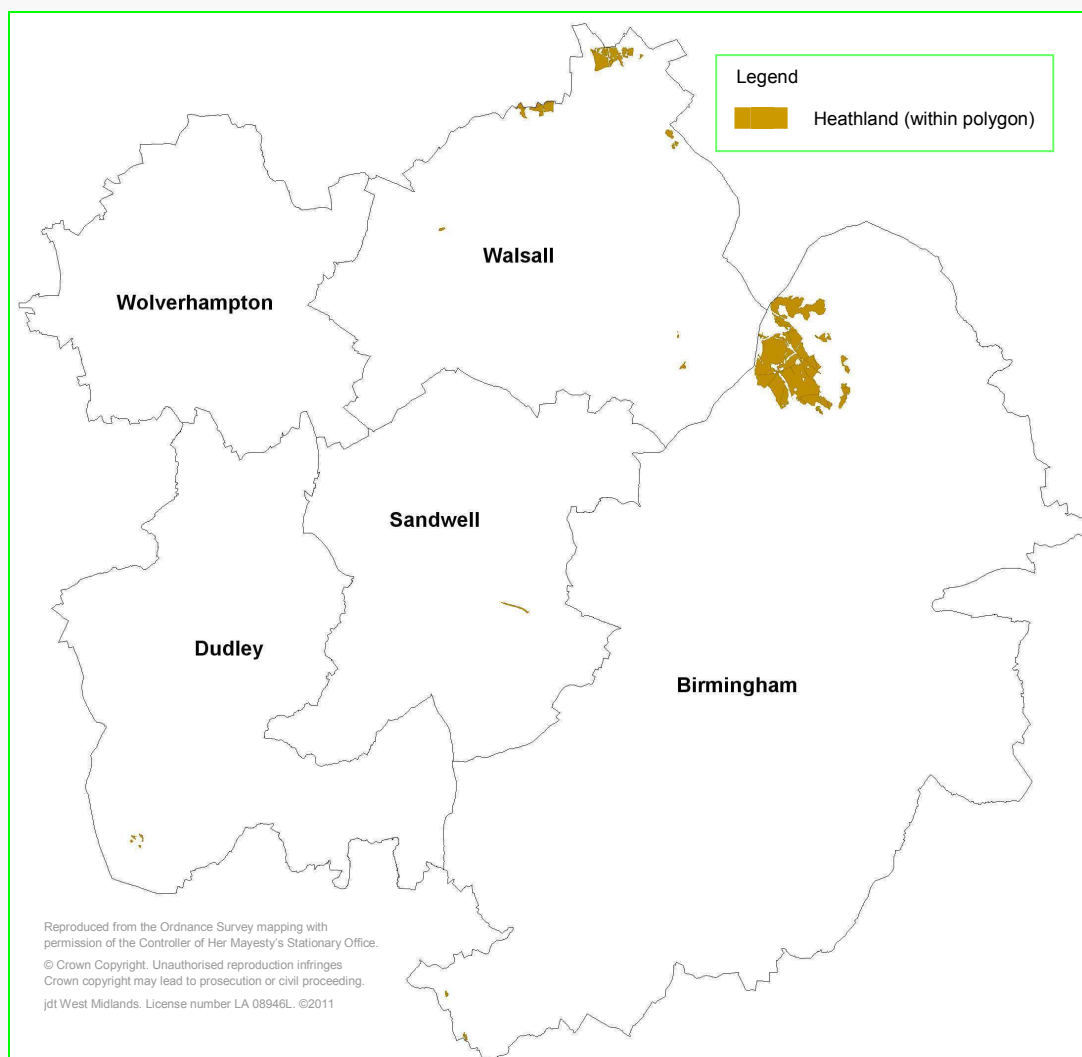 Legend
Heathland (within polygon)
Walsall
Wolverhampton
Sandwell
Dudley
Birmingham
Reproduced from the Ordnance Survey mapping with
permission of the Controller of Her Mayesty's Stationary Office.
© Crown Copyright. Unauthorised reproduction infringes
Crown copyright may lead to prosecution or civil proceeding.
jdt West Midlands. License number LA 08946L. ©2011